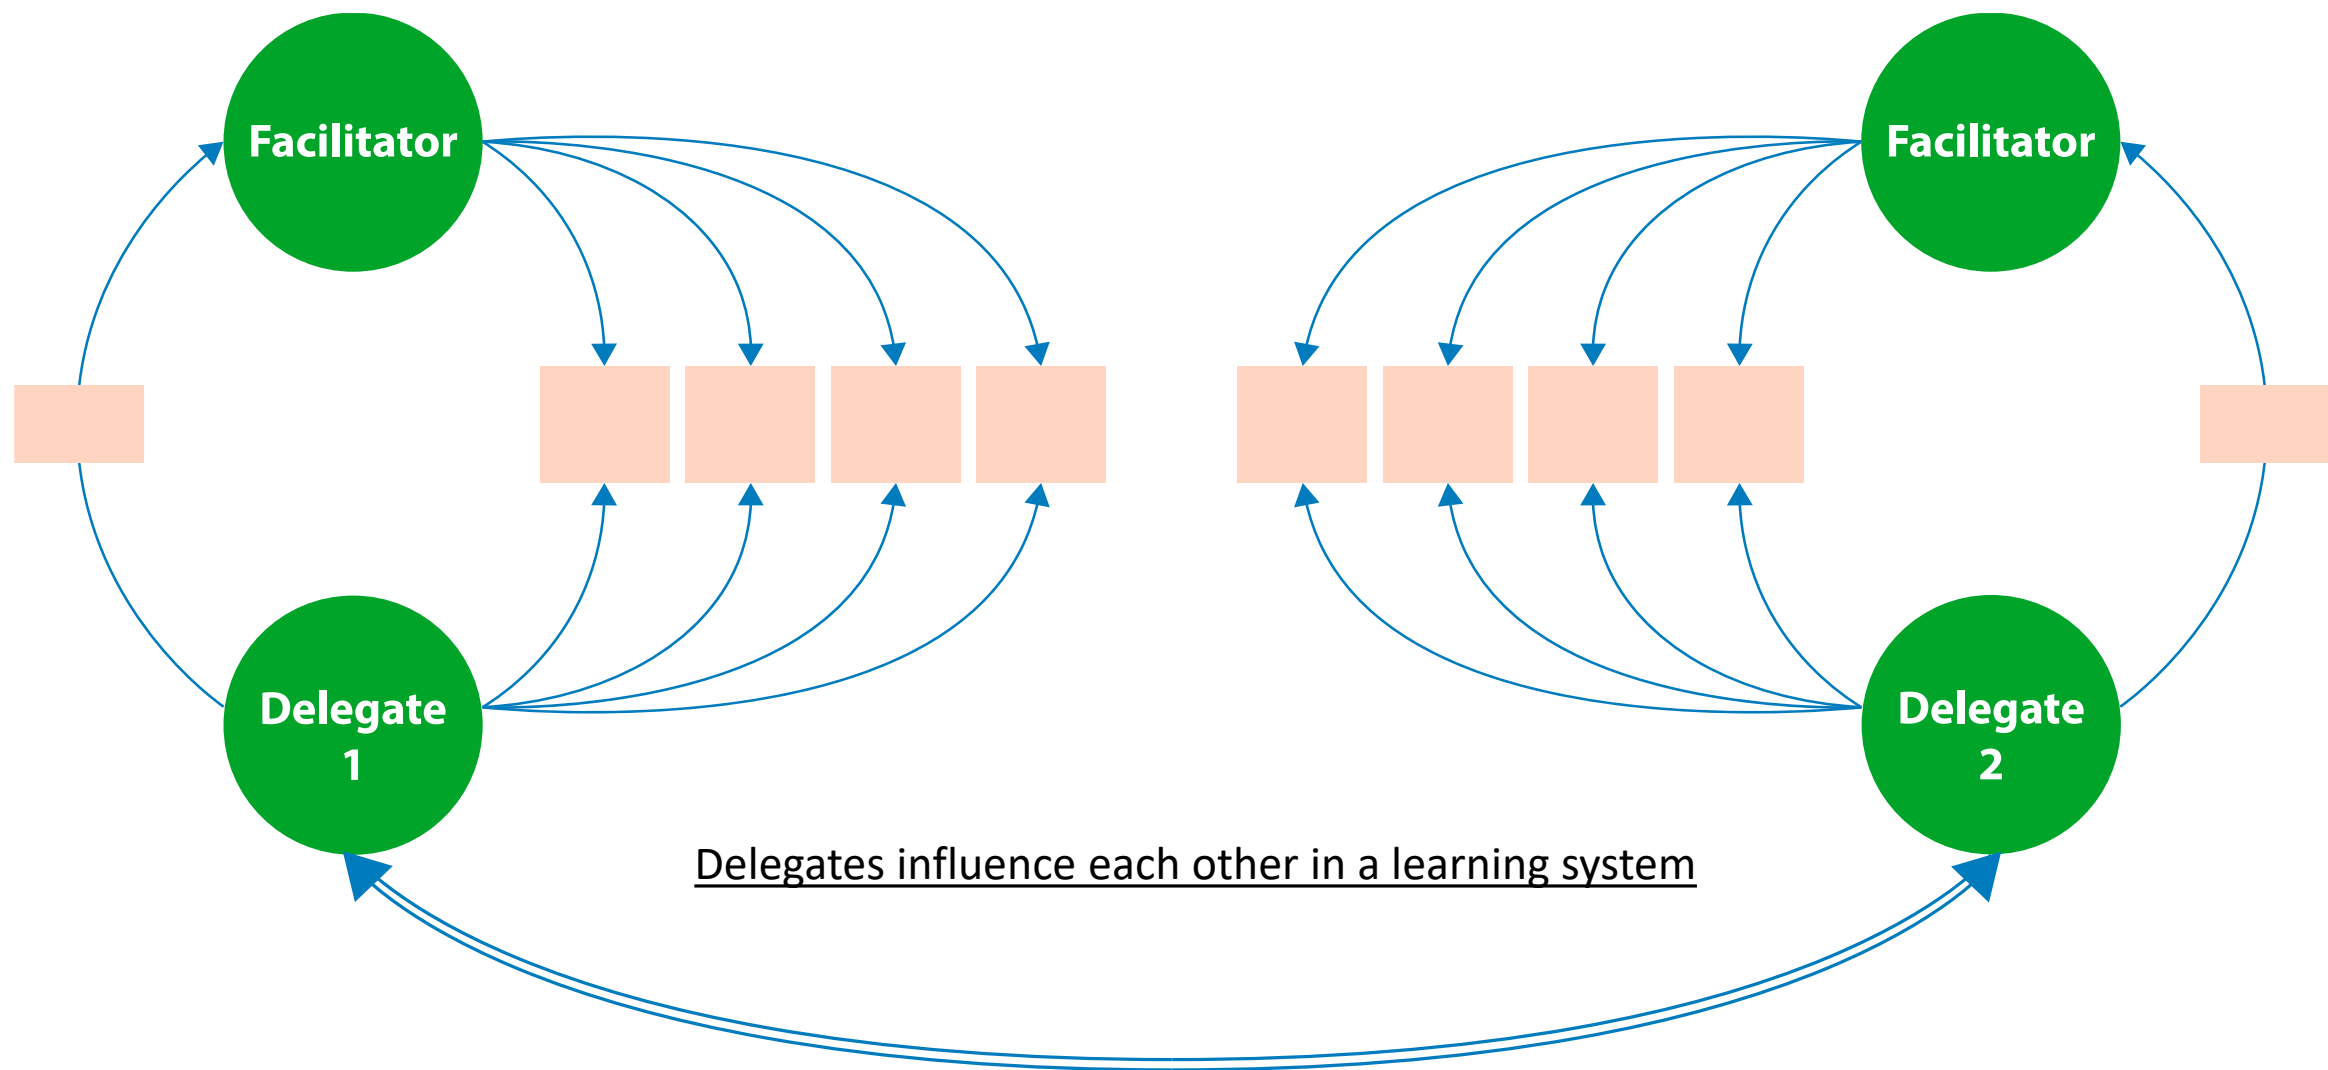 Facilitator
Facilitator
Delegate
1
Delegate
2
Delegates influence each other in a learning system